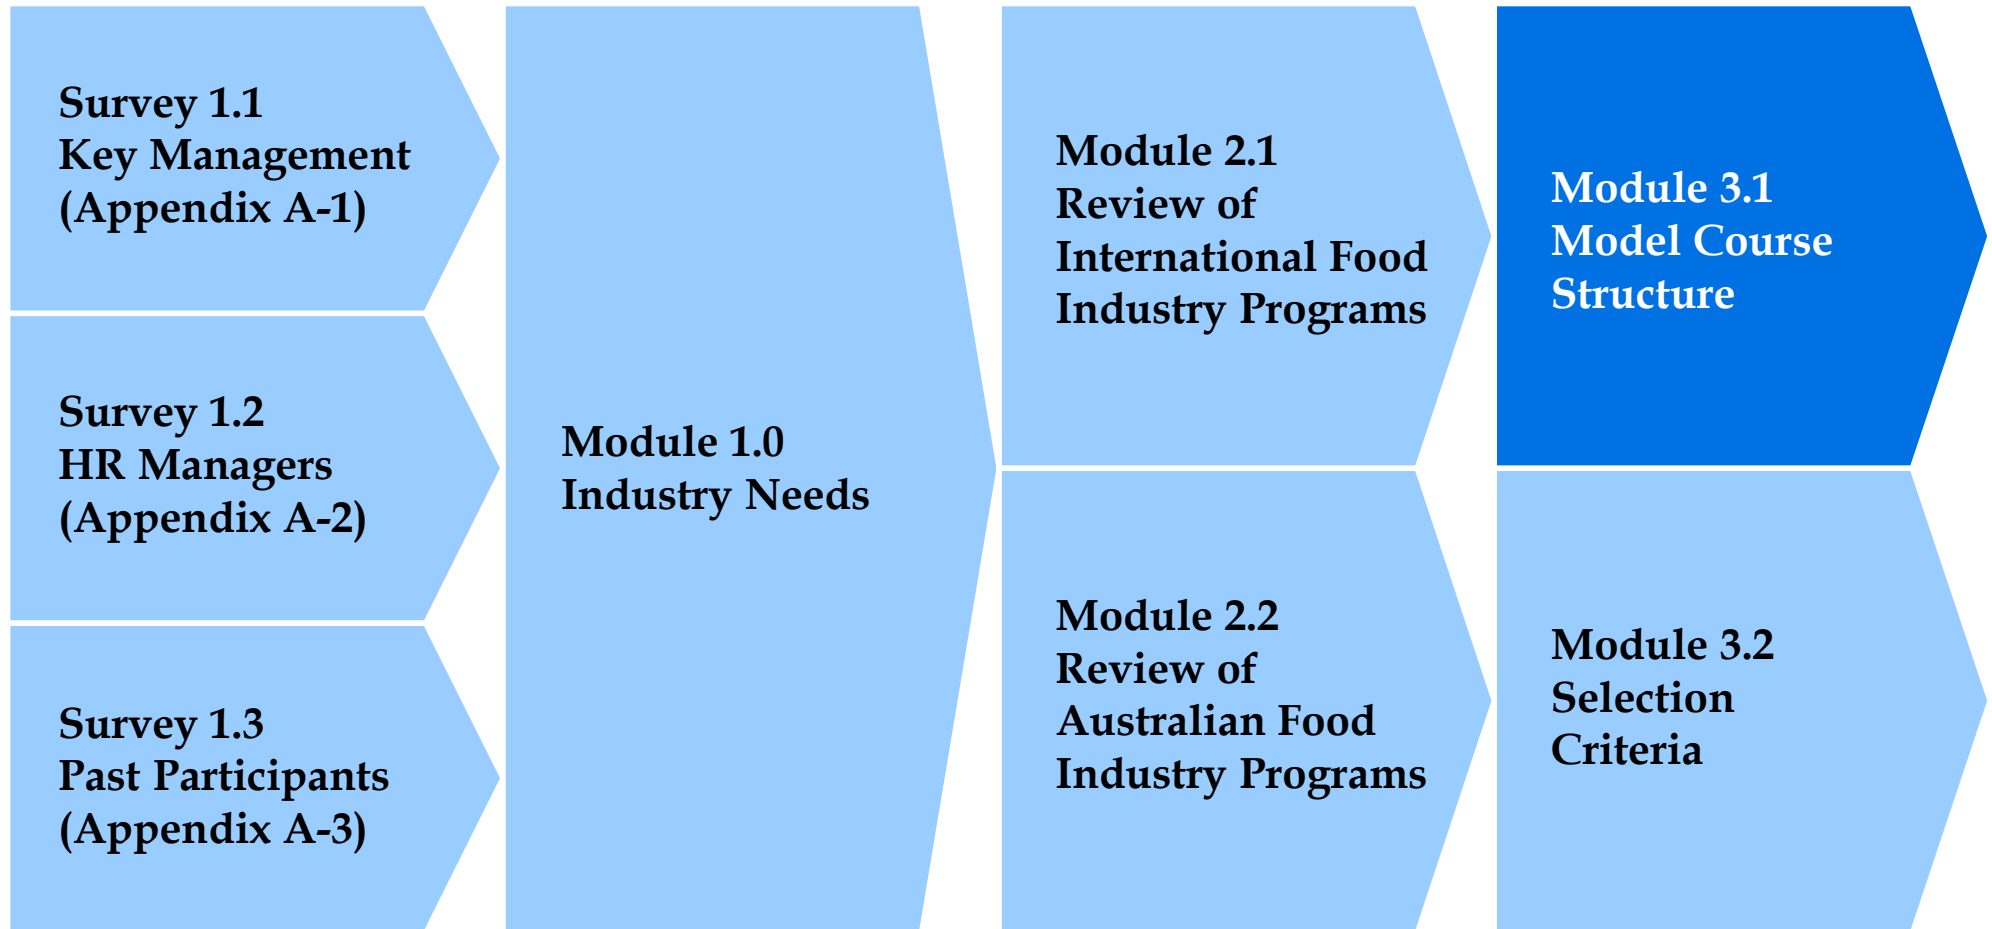 Survey 1.1
Key Management
(Appendix A-1)
Survey 1.2
HR Managers
(Appendix A-2)
Survey 1.3
Past Participants
(Appendix A-3)
Module 1.0
Industry Needs
Module 2.1
Review of
International Food
Industry Programs
Module 2.2
Review of
Australian Food
Industry Programs
Module 3.1
Model Course
Structure
Module 3.2
Selection
Criteria